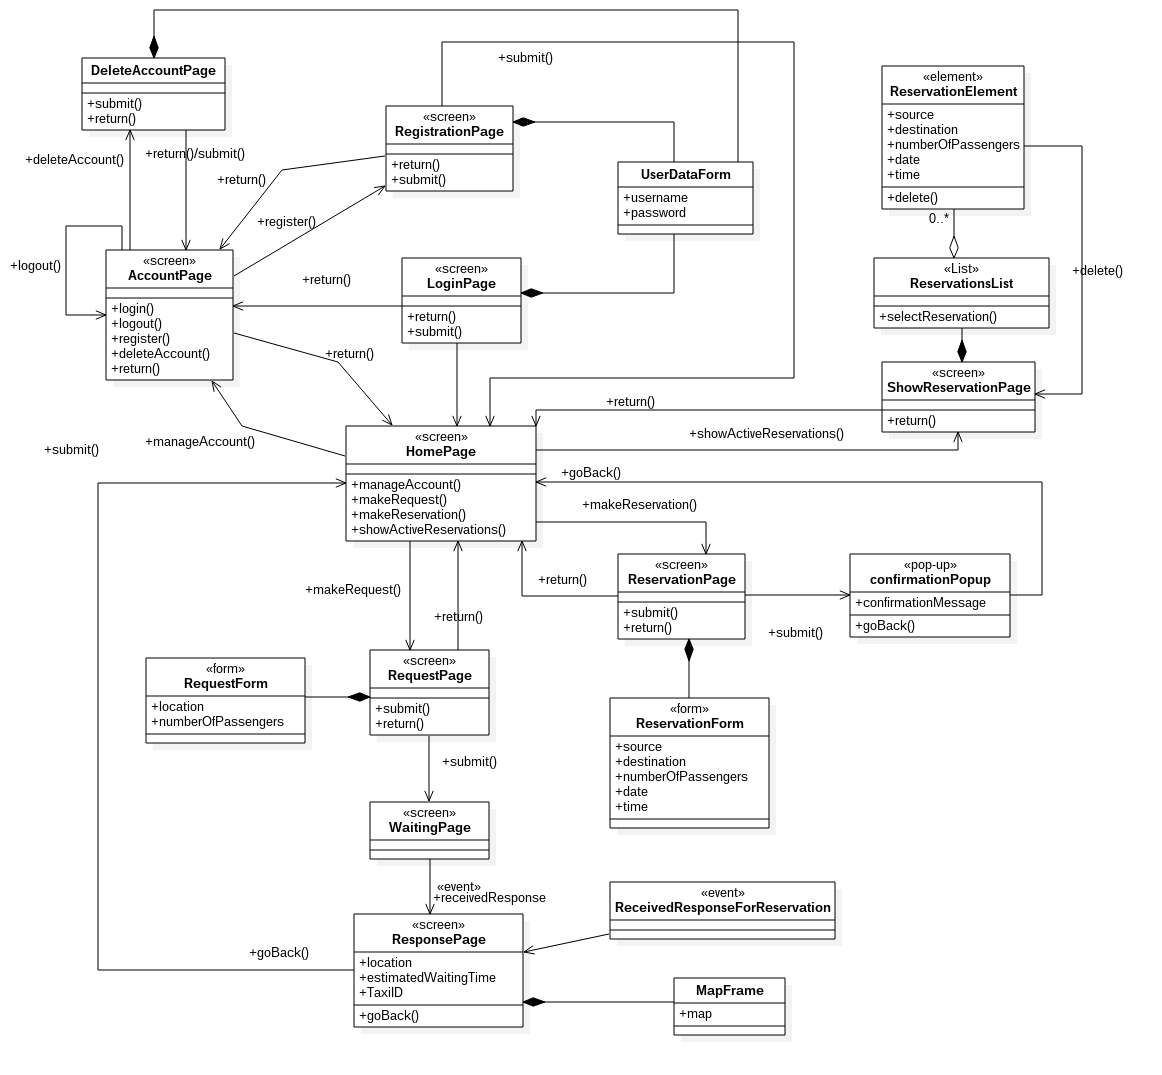 +submit()
DeleteAccountPage
+submit()
+return()
«screen»
RegistrationPage
+return()
+submit()
«element»
ReservationElement
+source
+destination
+numberOfPassengers
+date
+time
+delete()
0..*
+deleteAccount()
+return()/submit()
+return()
+register()
UserDataForm
+username
+password
+logout()
«screen»
AccountPage
+login()
+logout()
+register()
+deleteAccount()
+return()
+return()
«screen»
LoginPage
+return()
+submit()
«List»
ReservationsList
+selectReservation()
+delete()
+return()
«screen»
ShowReservationPage
+return()
+return()
+showActiveReservations()
+manageAccount()
+submit()
«screen»
HomePage
+manageAccount()
+makeRequest()
+makeReservation()
+showActiveReservations()
+goBack()
+makeReservation()
+makeRequest()
+return()
+return()
«screen»
ReservationPage
+submit()
+return()
+submit()
«pop-up»
confirmationPopup
+confirmationMessage
+goBack()
«form»
RequestForm
+location
+numberOfPassengers
«screen»
RequestPage
+submit()
+return()
«form»
ReservationForm
+source
+destination
+numberOfPassengers
+date
+time
+submit()
«screen»
WaitingPage
«event»
+receivedResponse
«screen»
ResponsePage
+location
+estimatedWaitingTime
+TaxiID
+goBack()
+goBack()
«event»
ReceivedResponseForReservation
MapFrame
+map